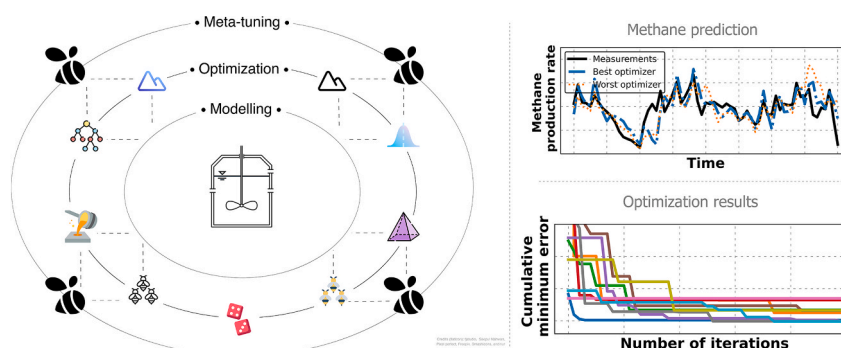 • Meta-tuning •
• Optimization •
• Modelling •
Methane prediction
Measurements
Best optimizer
Worst optimizer
Methane
production rate
Time
Optimization results
Cumulative
minimum error
Number of iterations